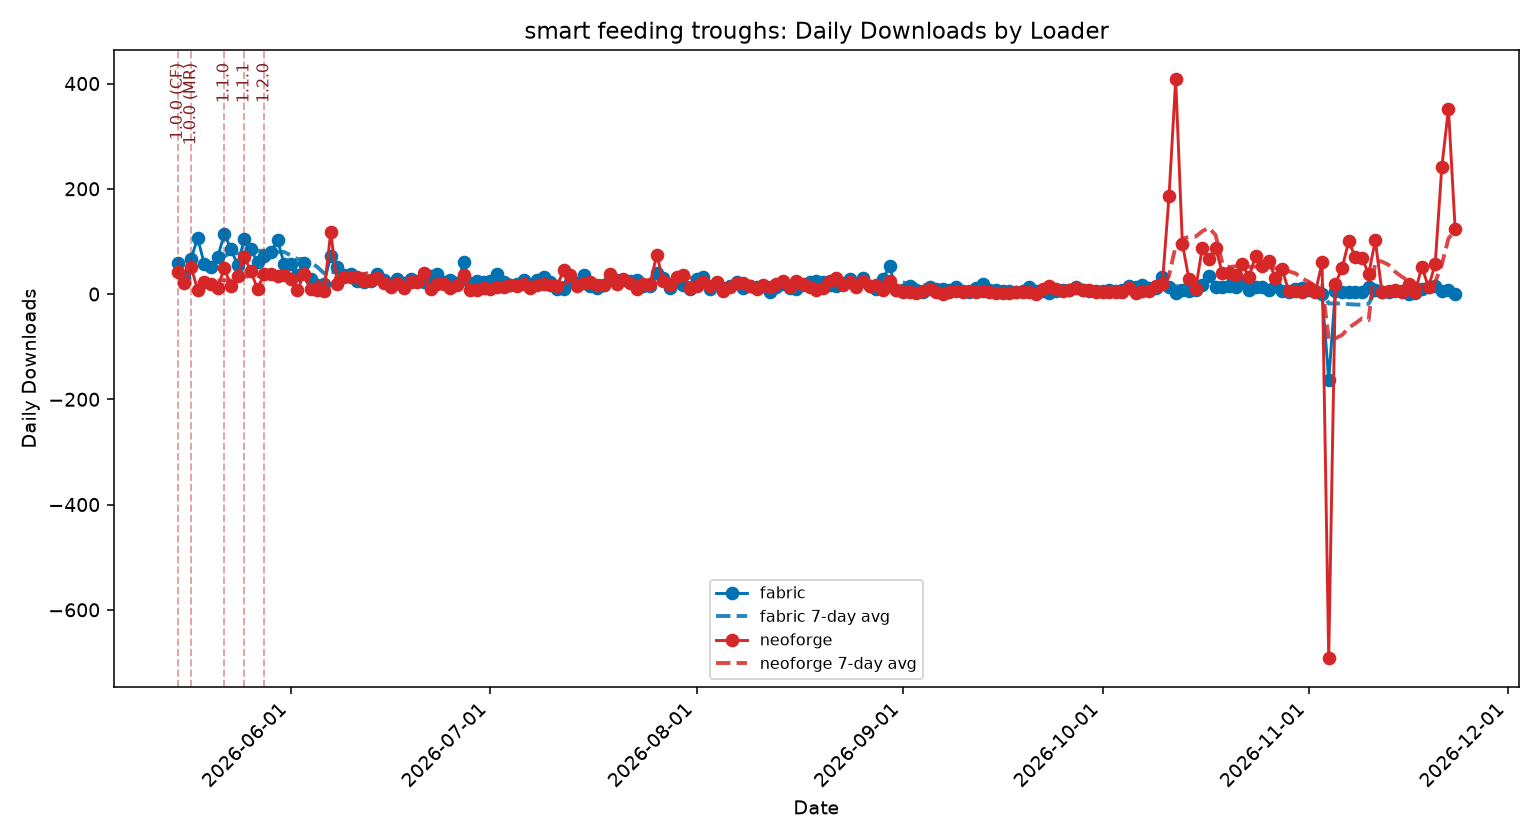 smart feeding troughs: Daily Downloads by Loader
1.0.0 (CF)
1.0.0 (MR)
1.1.0
1.1.1
1.2.0
400
200
0
−200
−400
−600
Daily Downloads
fabric
fabric 7-day avg
neoforge
neoforge 7-day avg
2026-06-01
2026-07-01
2026-08-01
2026-09-01
2026-10-01
2026-11-01
2026-12-01
Date